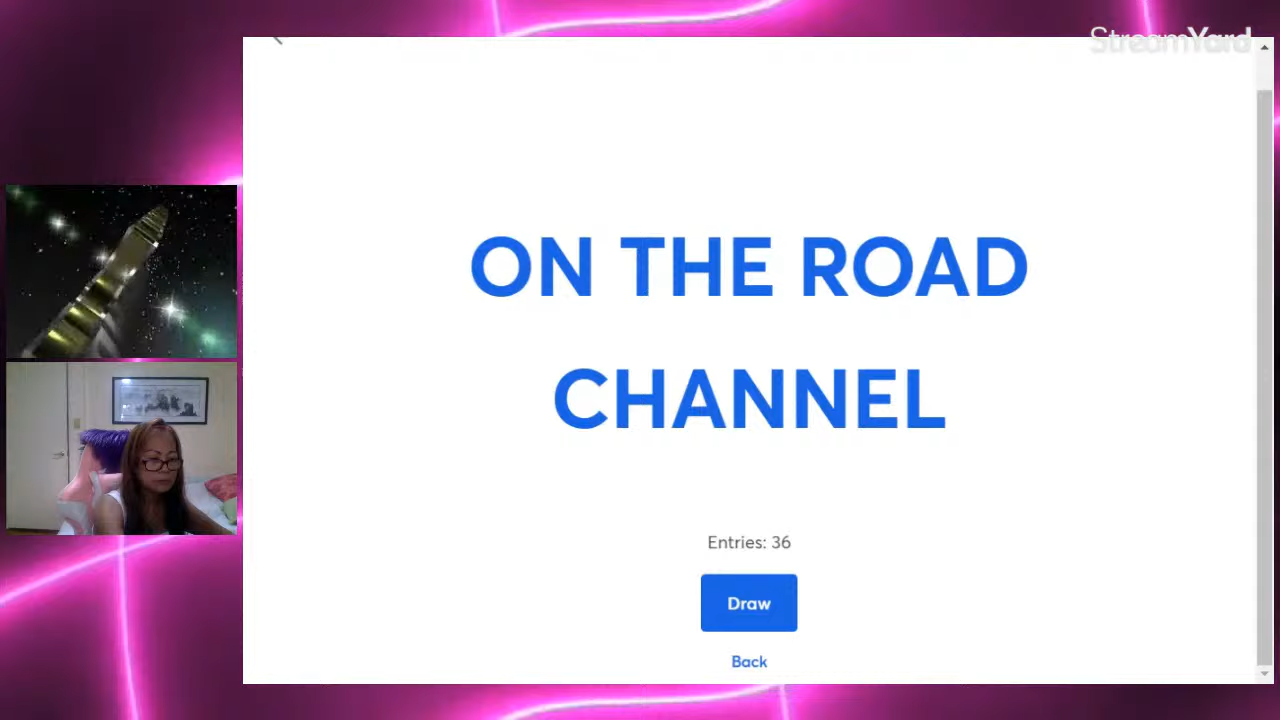 StreamYard
ON THE ROAD
CHANNEL
Entries: 36
Draw
Back